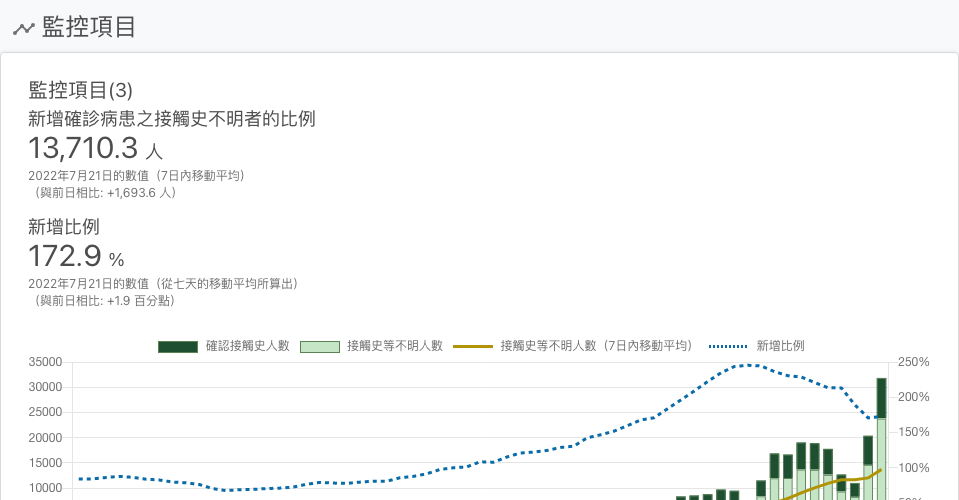 監控項目
監控項目(3)
新增確診病患之接觸史不明者的比例
13,710.3 人
2022年7月21日的數值（7日內移動平均）
（與前日相比: +1,693.6 人）
新增比例
172.9 %
2022年7月21日的數值（從七天的移動平均所算出）
（與前日相比: +1.9 百分點）
確認接觸史人數 接觸史等不明人數 接觸史等不明人數（7日內移動平均） 新增比例
35000 250%
30000
200%
25000
20000 150%
15000
100%
10000